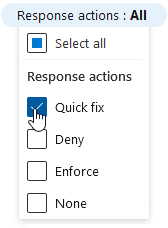 Response actions : All
Select all
Response actions
Quick fix
Deny
Enforce
None